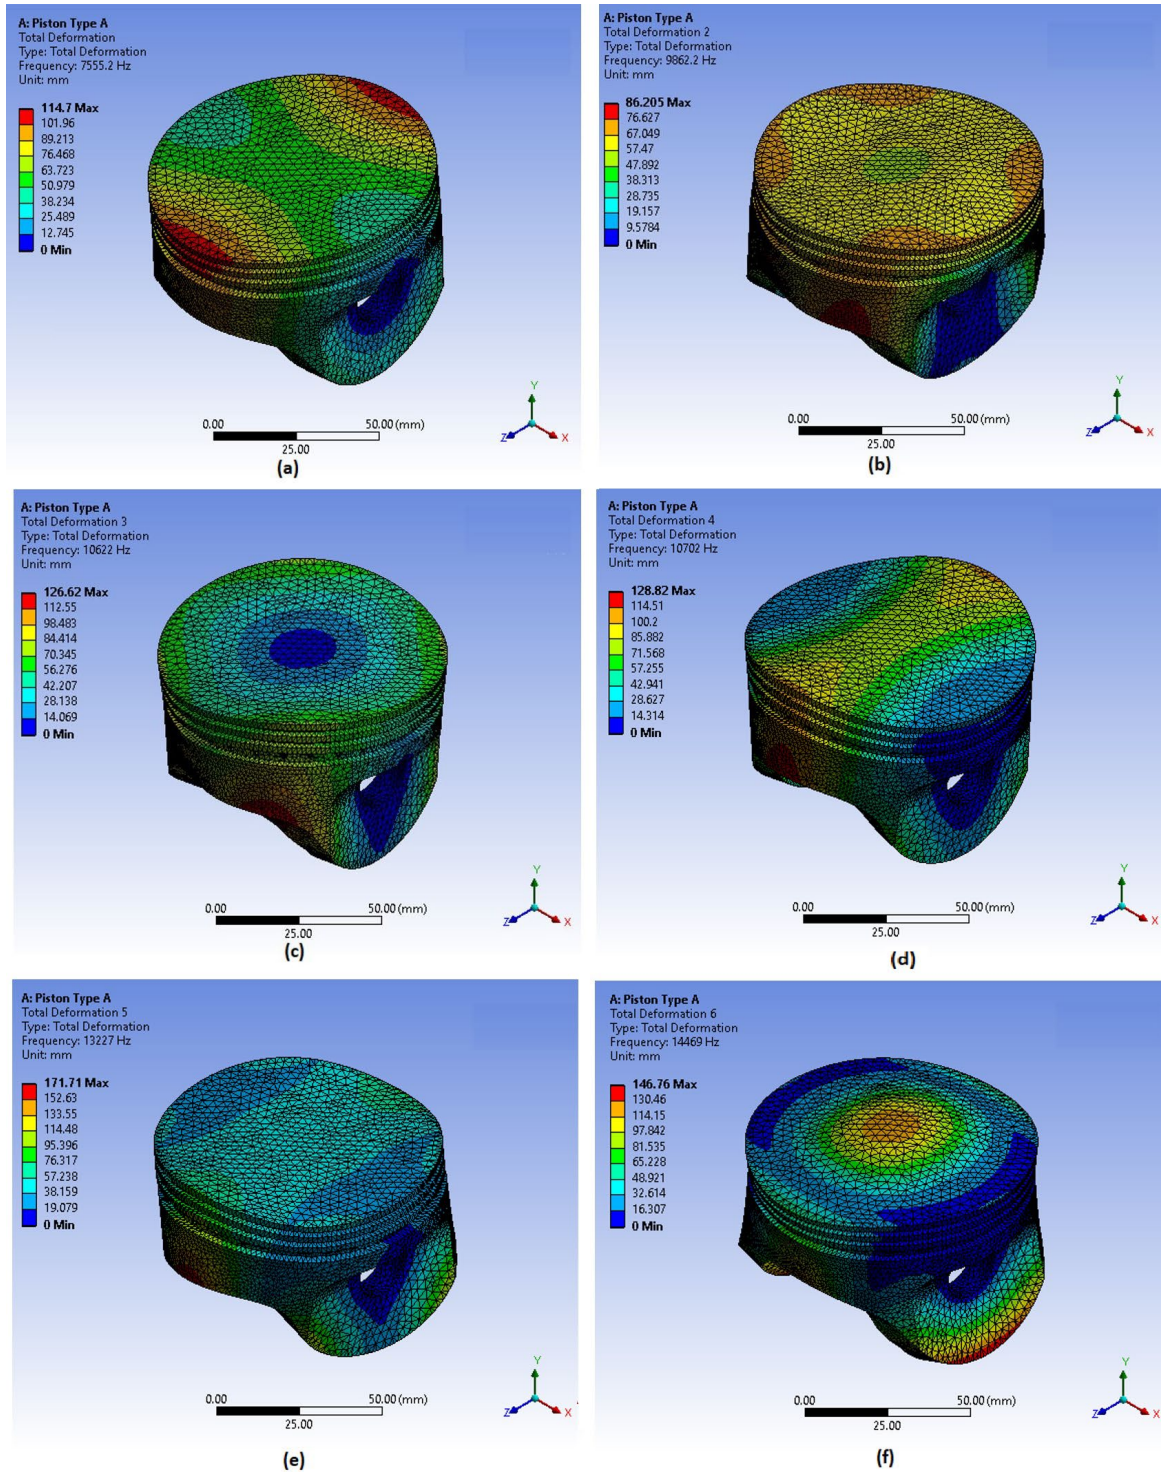 A: Piston Type A
Total Deformation
Type: Total Deformation
Frequency: 7555.2 Hz
Unit: mm
114.7 Max
101.96
89.213
76.468
63.723
50.979
38.234
25.489
12.745
0 Min
0.00 50.00 (mm)
25.00
Y
Z X
(a)
A: Piston Type A
Total Deformation 2
Type: Total Deformation
Frequency: 9862.2 Hz
Unit: mm
86.205 Max
76.627
67.049
57.47
47.892
38.313
28.735
19.157
9.5784
0 Min
0.00 50.00 (mm)
25.00
Y
Z X
(b)
A: Piston Type A
Total Deformation 3
Type: Total Deformation
Frequency: 10622 Hz
Unit: mm
126.62 Max
112.55
98.483
84.414
70.345
56.276
42.207
28.138
14.069
0 Min
0.00 50.00 (mm)
25.00
Y
Z X
(c)
A: Piston Type A
Total Deformation 4
Type: Total Deformation
Frequency: 10702 Hz
Unit: mm
128.82 Max
114.51
100.2
85.882
71.568
57.255
42.941
28.627
14.314
0 Min
0.00 50.00 (mm)
25.00
Y
Z X
(d)
A: Piston Type A
Total Deformation 5
Type: Total Deformation
Frequency: 13227 Hz
Unit: mm
171.71 Max
152.63
133.55
114.48
95.396
76.317
57.238
38.159
19.079
0 Min
0.00 50.00 (mm)
25.00
Y
Z X
(e)
A: Piston Type A
Total Deformation 6
Type: Total Deformation
Frequency: 14469 Hz
Unit: mm
146.76 Max
130.46
114.15
97.842
81.535
65.228
48.921
32.614
16.307
0 Min
0.00 50.00 (mm)
25.00
Y
Z X
(f)